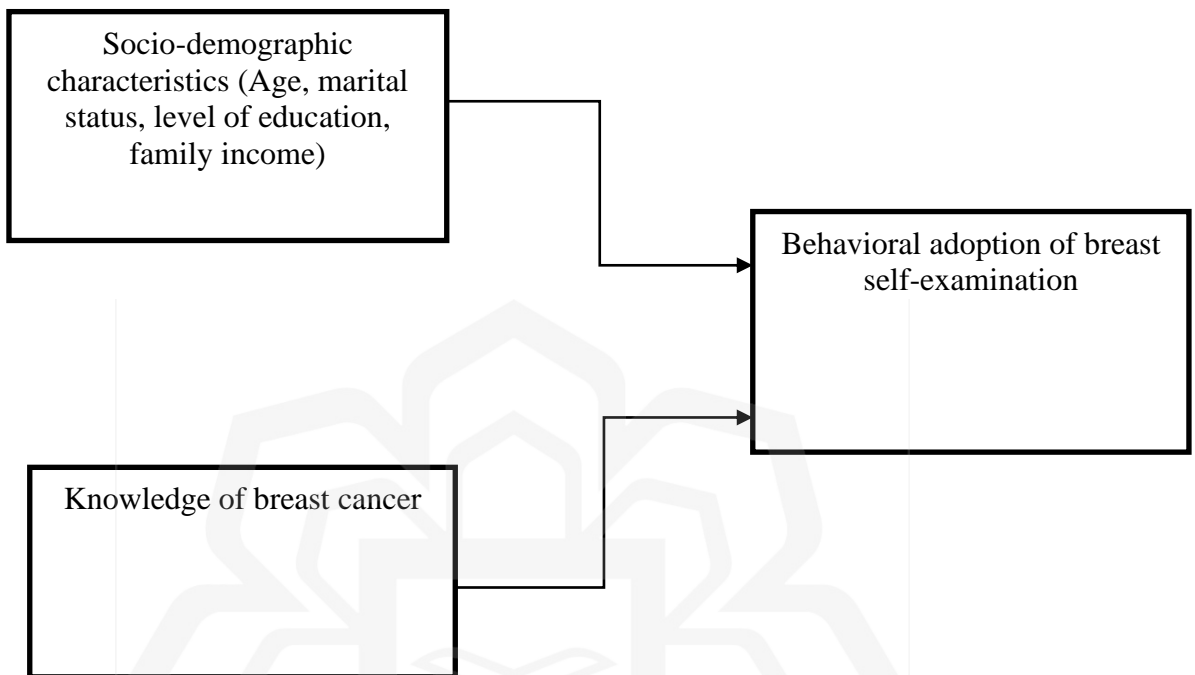 Socio-demographic
characteristics (Age, marital
status, level of education,
family income)
Behavioral adoption of breast
self-examination
Knowledge of breast cancer